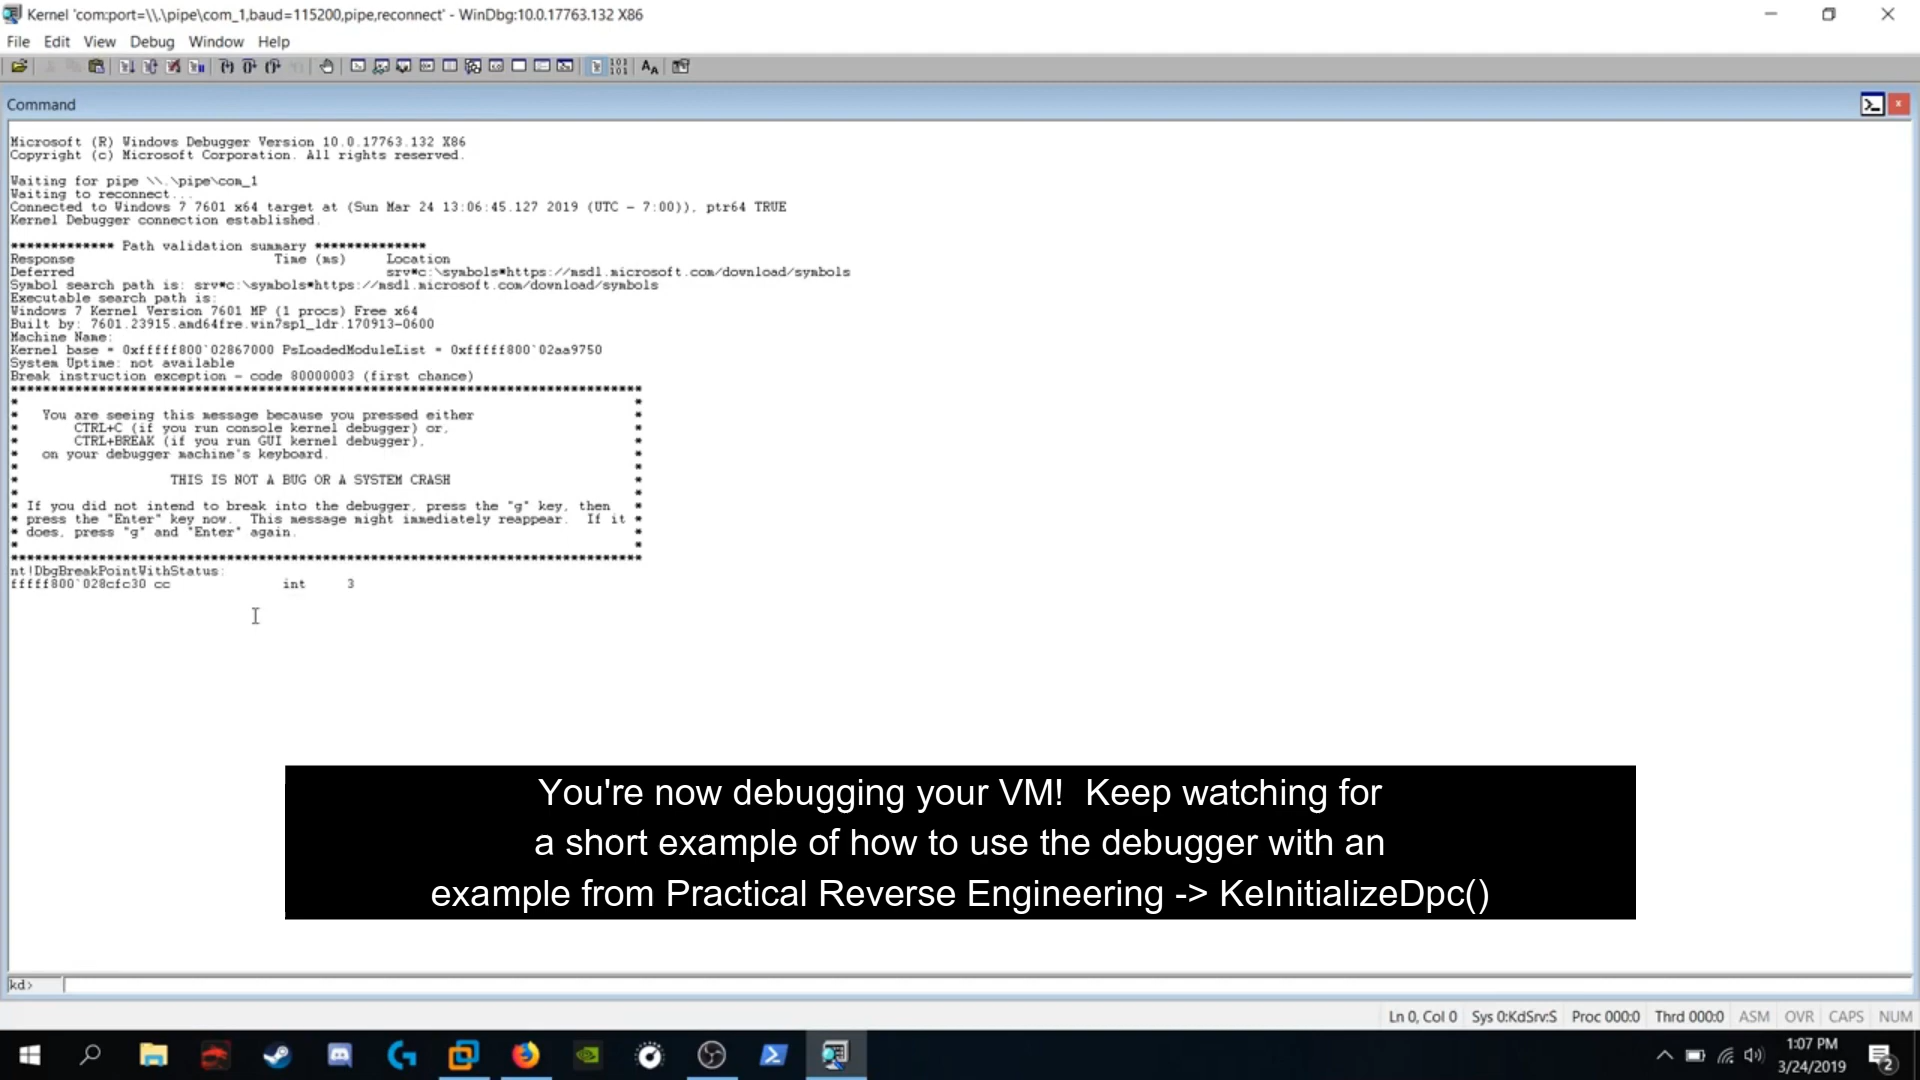 Kernel 'com:port=\\.\pipe\com_1,baud=115200,pipe,reconnect' - WinDbg:10.0.17763.132 X86
File Edit View Debug Window Help
Command
Microsoft (R) Windows Debugger Version 10.0.17763.132 X86
Copyright (c) Microsoft Corporation. All rights reserved.
Waiting for pipe \\.\pipe\com_1
Waiting to reconnect...
Connected to Windows 7 7601 x64 target at (Sun Mar 24 13:06:45.127 2019 (UTC - 7:00)), ptr64 TRUE
Kernel Debugger connection established.
************* Path validation summary **************
Response Time (ms) Location
Deferred srv*c:\symbols*https://msdl.microsoft.com/download/symbols
Symbol search path is: srv*c:\symbols*https://msdl.microsoft.com/download/symbols
Executable search path is:
Windows 7 Kernel Version 7601 MP (1 procs) Free x64
Built by: 7601.23915.amd64fre.win7sp1_ldr.170913-0600
Machine Name:
Kernel base = 0xfffff800`02867000 PsLoadedModuleList = 0xfffff800`02aa9750
System Uptime: not available
Break instruction exception - code 80000003 (first chance)
*******************************************************************************
* *
* You are seeing this message because you pressed either *
* CTRL+C (if you run console kernel debugger) or, *
* CTRL+BREAK (if you run GUI kernel debugger), *
* on your debugger machine's keyboard. *
* *
* THIS IS NOT A BUG OR A SYSTEM CRASH *
* *
* If you did not intend to break into the debugger, press the "g" key, then *
* press the "Enter" key now. This message might immediately reappear. If it *
* does, press "g" and "Enter" again. *
* *
*******************************************************************************
nt!DbgBreakPointWithStatus:
fffff800`028cfc30 cc int 3
You're now debugging your VM! Keep watching for
a short example of how to use the debugger with an
example from Practical Reverse Engineering -> KeInitializeDpc()
kd>
Ln 0, Col 0 Sys 0:KdSrv:S Proc 000:0 Thrd 000:0 ASM OVR CAPS NUM
1:07 PM
3/24/2019
2